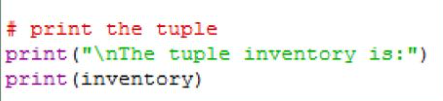 # print the tuple
print("\nThe tuple inventory is:")
print(inventory)